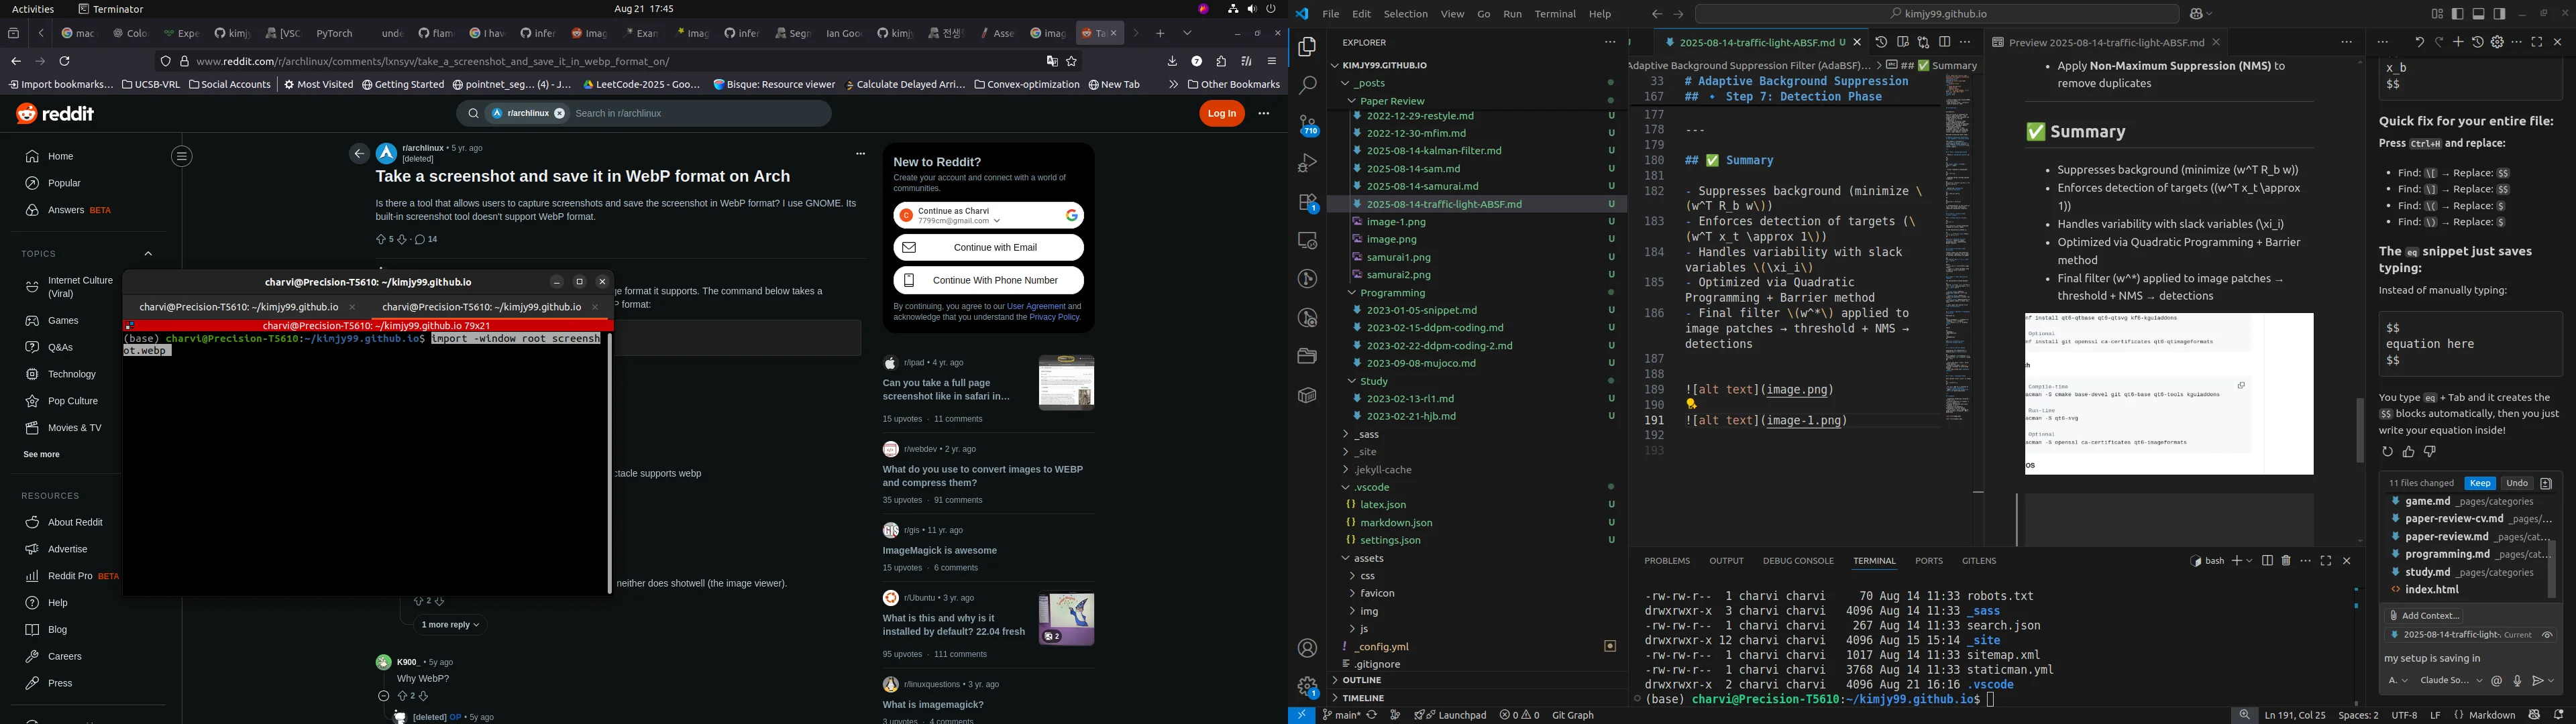 Activities
Terminator
Aug 21 17:45
PyTorch
www.reddit.com/r/archlinux/comments/lxnsyv/take_a_screenshot_and_save_it_in_webp_format_on/
Import bookmarks...
UCSB-VRL
Social Accounts
Most Visited
Getting Started
pointnet_seg... (4) - J...
LeetCode-2025 - Goo...
Bisque: Resource viewer
Calculate Delayed Arri...
Convex-optimization
New Tab
Other Bookmarks
reddit
r/archlinux
Search in r/archlinux
Log In
Home
Popular
Answers BETA
TOPICS
Internet Culture
(Viral)
Games
Q&As
Technology
Pop Culture
Movies & TV
See more
RESOURCES
About Reddit
Advertise
Reddit Pro BETA
Help
Blog
Careers
Press
r/archlinux • 5 yr. ago
[deleted]
Take a screenshot and save it in WebP format on Arch
Is there a tool that allows users to capture screenshots and save the screenshot in WebP format? I use GNOME. Its
built-in screenshot tool doesn't support WebP format.
5
14
charvi@Precision-T5610: ~/kimjy99.github.io
charvi@Precision-T5610: ~/kimjy99.github.io
charvi@Precision-T5610: ~/kimjy99.github.io
charvi@Precision-T5610: ~/kimjy99.github.io 79x21
(base) charvi@Precision-T5610:~/kimjy99.github.io$ import -window root screensh
ot.webp
ge format it supports. The command below takes a
P format:
ctacle supports webp
neither does shotwell (the image viewer).
2
1 more reply
K900_ • 5y ago
Why WebP?
2
[deleted] OP • 5y ago
New to Reddit?
Create your account and connect with a world of
communities.
Continue as Charvi
7799cm@gmail.com
Continue with Email
Continue With Phone Number
By continuing, you agree to our User Agreement and
acknowledge that you understand the Privacy Policy.
r/ipad • 4 yr. ago
Can you take a full page
screenshot like in safari in...
15 upvotes · 11 comments
r/webdev • 2 yr. ago
What do you use to convert images to WEBP
and compress them?
35 upvotes · 91 comments
r/gis • 11 yr. ago
ImageMagick is awesome
15 upvotes · 6 comments
r/Ubuntu • 3 yr. ago
What is this and why is it
installed by default? 22.04 fresh
2
95 upvotes · 111 comments
r/linuxquestions • 3 yr. ago
What is imagemagick?
3 upvotes · 4 comments
File Edit Selection View Go Run Terminal Help
kimjy99.github.io
EXPLORER
KIMJY99.GITHUB.IO
_posts
Paper Review
2022-12-29-restyle.md U
2022-12-30-mfim.md U
2025-08-14-kalman-filter.md U
2025-08-14-sam.md U
2025-08-14-samurai.md U
2025-08-14-traffic-light-ABSF.md U
image-1.png U
image.png U
samurai1.png U
samurai2.png U
Programming
2023-01-05-snippet.md U
2023-02-15-ddpm-coding.md U
2023-02-22-ddpm-coding-2.md U
2023-09-08-mujoco.md U
Study
2023-02-13-rl1.md U
2023-02-21-hjb.md U
_sass
_site
.jekyll-cache
.vscode
latex.json U
markdown.json U
settings.json U
assets
css
favicon
img
js
_config.yml
.gitignore
OUTLINE
TIMELINE
710
1
1
2025-08-14-traffic-light-ABSF.md U
Adaptive Background Suppression Filter (AdaBSF)...
## ✅ Summary
33 # Adaptive Background Suppression
167 ## 🔹 Step 7: Detection Phase
177
178 ---
179
180 ## ✅ Summary
181
182 - Suppresses background (minimize \
(w^T R_b w\))
183 - Enforces detection of targets (\
(w^T x_t \approx 1\))
184 - Handles variability with slack
variables \(\xi_i\)
185 - Optimized via Quadratic
Programming + Barrier method
186 - Final filter \(w^*\) applied to
image patches → threshold + NMS →
detections
187
188
189 ![alt text](image.png)
190
191 ![alt text](image-1.png)
192
193
Preview 2025-08-14-traffic-light-ABSF.md
• Apply Non-Maximum Suppression (NMS) to
remove duplicates
✅ Summary
• Suppresses background (minimize (w^T R_b w))
• Enforces detection of targets ((w^T x_t \approx
1))
• Handles variability with slack variables (\xi_i)
• Optimized via Quadratic Programming + Barrier
method
• Final filter (w^*) applied to image patches →
threshold + NMS → detections
Optional
Compile-time
acman -S cmake base-devel git qt6-base qt6-tools kguiaddons
Run-time
acman -S qt6-svg
Optional
acman -S openssl ca-certificates qt6-imageformats
x_b
$$
Quick fix for your entire file:
Press Ctrl+H and replace:
• Find: \[ → Replace: $$
• Find: \] → Replace: $$
• Find: \( → Replace: $
• Find: \) → Replace: $
The eq snippet just saves
typing:
Instead of manually typing:
$$
equation here
$$
You type eq + Tab and it creates the
$$ blocks automatically, then you just
write your equation inside!
11 files changed Keep Undo
game.md _pages/categories
paper-review-cv.md _pages/...
paper-review.md _pages/cat...
programming.md _pages/cat...
study.md _pages/categories
index.html
Add Context...
2025-08-14-traffic-light-. Current
my setup is saving in
A. Claude So...
PROBLEMS OUTPUT DEBUG CONSOLE TERMINAL PORTS GITLENS
bash
-rw-rw-r-- 1 charvi charvi 70 Aug 14 11:33 robots.txt
drwxrwxr-x 3 charvi charvi 4096 Aug 14 11:33 _sass
-rw-rw-r-- 1 charvi charvi 267 Aug 14 11:33 search.json
drwxrwxr-x 12 charvi charvi 4096 Aug 15 15:14 _site
-rw-rw-r-- 1 charvi charvi 1017 Aug 14 11:33 sitemap.xml
-rw-rw-r-- 1 charvi charvi 3768 Aug 14 11:33 staticman.yml
drwxrwxr-x 2 charvi charvi 4096 Aug 21 16:16 .vscode
(base) charvi@Precision-T5610:~/kimjy99.github.io$
main* Launchpad 0 0 Git Graph
Ln 191, Col 25 Spaces: 2 UTF-8 LF {} Markdown